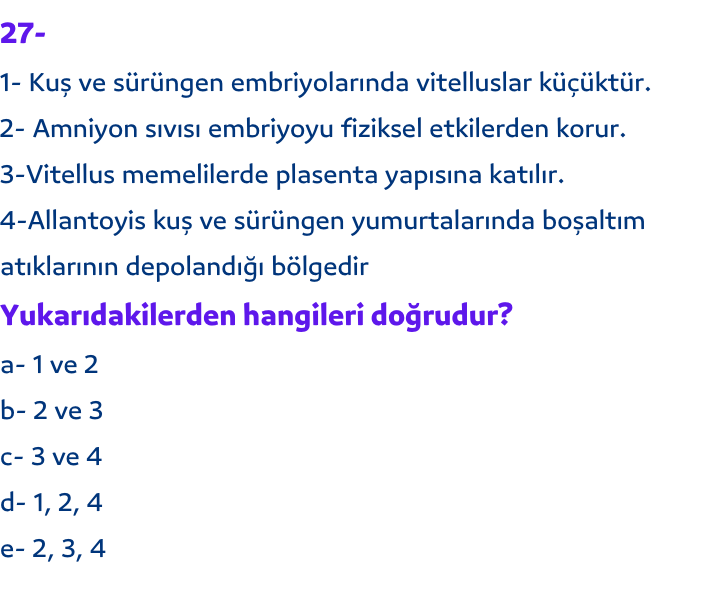 27-
1- Kuş ve sürüngen embriyolarında vitelluslar küçüktür.
2- Amniyon sıvısı embriyoyu fiziksel etkilerden korur.
3-Vitellus memelilerde plasenta yapısına katılır.
4-Allantoyis kuş ve sürüngen yumurtalarında boşaltım
atıklarının depolandığı bölgedir
Yukarıdakilerden hangileri doğrudur?
a- 1 ve 2
b- 2 ve 3
c- 3 ve 4
d- 1, 2, 4
e- 2, 3, 4